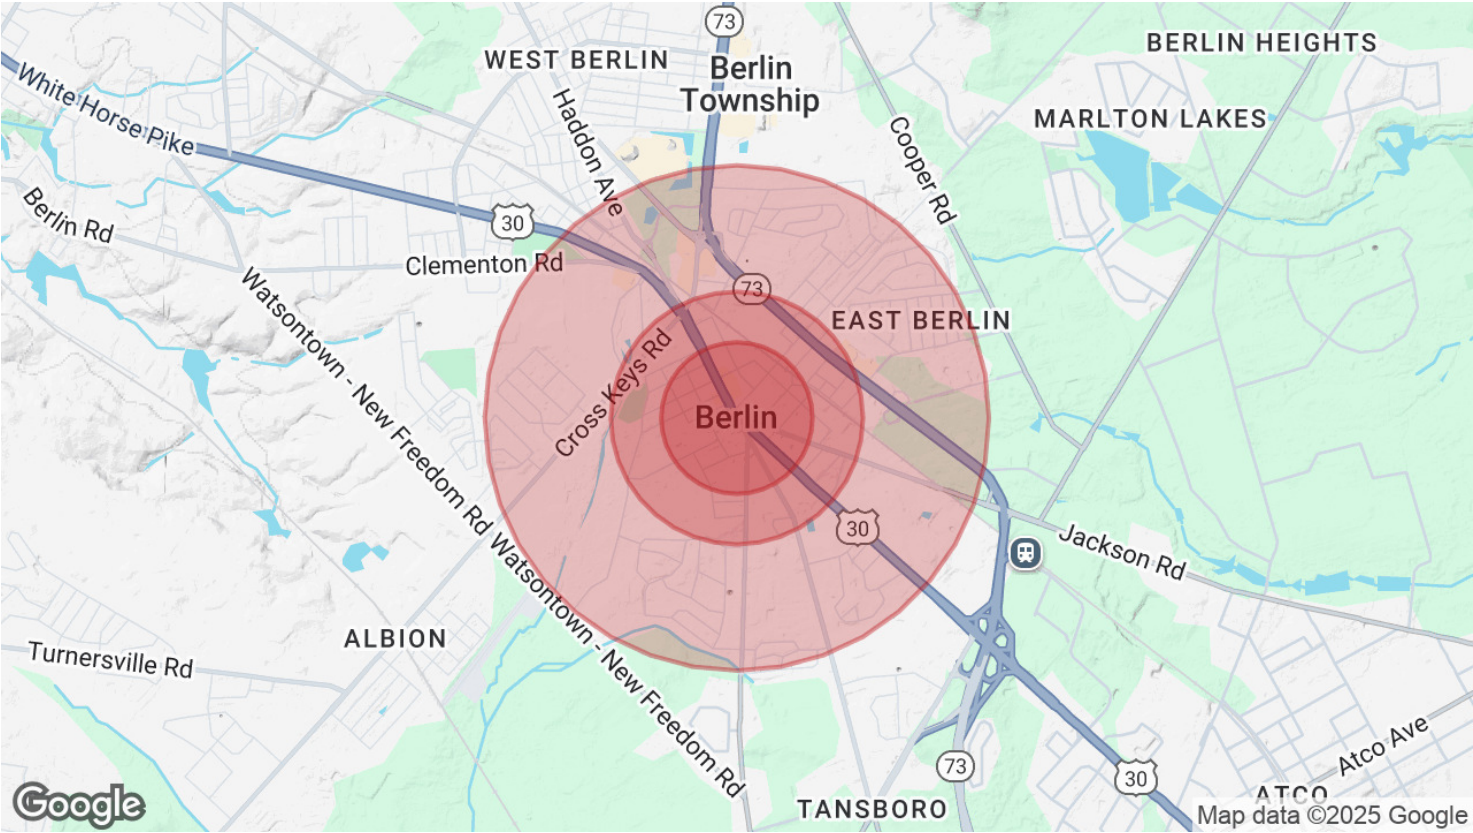 73
WEST BERLIN
Berlin
Township
BERLIN HEIGHTS
White Horse Pike
Haddon Ave
MARLTON LAKES
Cooper Rd
Berlin Rd
30
Clementon Rd
73
EAST BERLIN
Watsontown - New Freedom Rd
Cross Keys Rd
Berlin
30
Jackson Rd
Watsontown - New Freedom Rd
ALBION
Turnersville Rd
Atco Ave
73
30
ATCO
TANSBORO
Google
Map data ©2025 Google